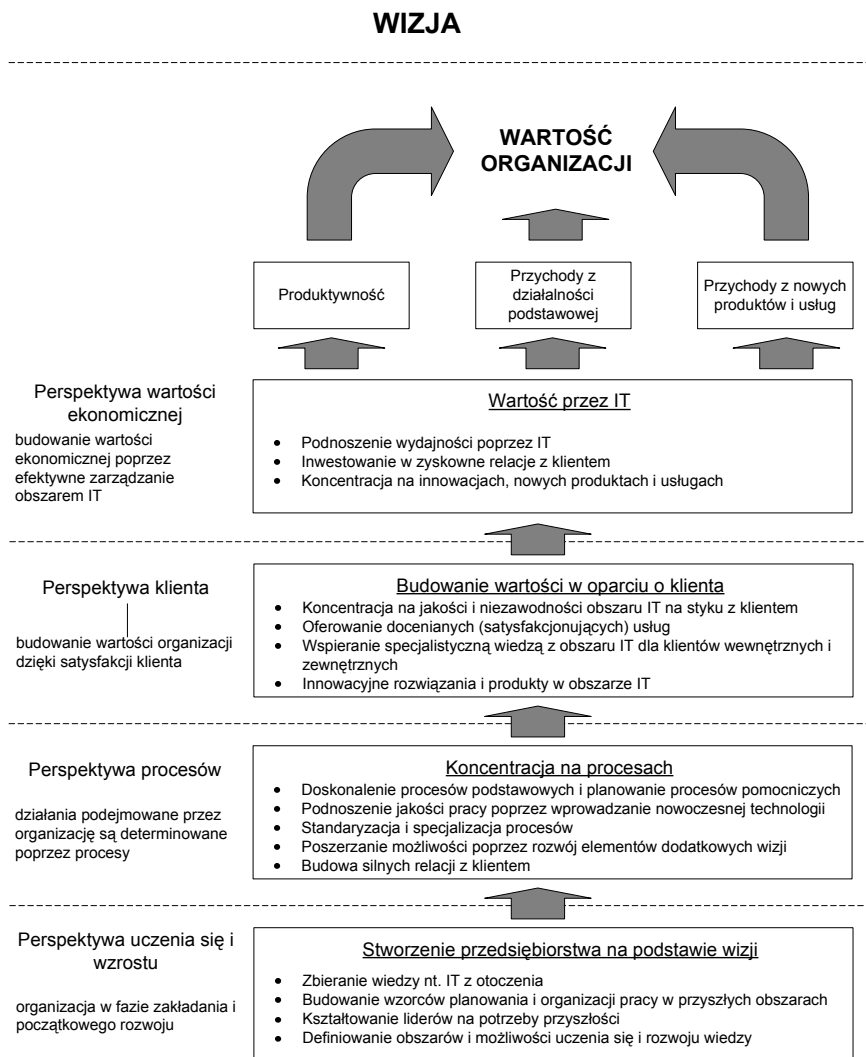 WIZJA
WARTOŚĆ
ORGANIZACJI
Produktywność
Przychody z
działalności
podstawowej
Przychody z nowych
produktów i usług
Perspektywa wartości
ekonomicznej
budowanie wartości
ekonomicznej poprzez
efektywne zarządzanie
obszarem IT
Wartość przez IT
• Podnoszenie wydajności poprzez IT
• Inwestowanie w zyskowne relacje z klientem
• Koncentracja na innowacjach, nowych produktach i usługach
Perspektywa klienta
budowanie wartości organizacji
dzięki satysfakcji klienta
Budowanie wartości w oparciu o klienta
• Koncentracja na jakości i niezawodności obszaru IT na styku z klientem
• Oferowanie docenianych (satysfakcjonujących) usług
• Wspieranie specjalistyczną wiedzą z obszaru IT dla klientów wewnętrznych i
zewnętrznych
• Innowacyjne rozwiązania i produkty w obszarze IT
Perspektywa procesów
działania podejmowane przez
organizację są determinowane
poprzez procesy
Koncentracja na procesach
• Doskonalenie procesów podstawowych i planowanie procesów pomocniczych
• Podnoszenie jakości pracy poprzez wprowadzanie nowoczesnej technologii
• Standaryzacja i specjalizacja procesów
• Poszerzanie możliwości poprzez rozwój elementów dodatkowych wizji
• Budowa silnych relacji z klientem
Perspektywa uczenia się i
wzrostu
organizacja w fazie zakładania i
początkowego rozwoju
Stworzenie przedsiębiorstwa na podstawie wizji
• Zbieranie wiedzy nt. IT z otoczenia
• Budowanie wzorców planowania i organizacji pracy w przyszłych obszarach
• Kształtowanie liderów na potrzeby przyszłości
• Definiowanie obszarów i możliwości uczenia się i rozwoju wiedzy